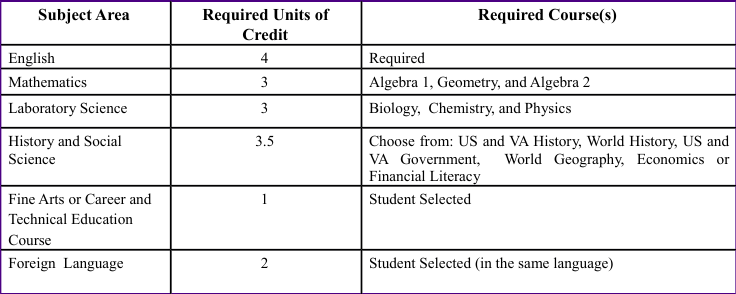 Subject Area Required Units of Credit Required Course(s)
English 4 Required
Mathematics 3 Algebra 1, Geometry, and Algebra 2
Laboratory Science 3 Biology, Chemistry, and Physics
History and Social Science 3.5 Choose from: US and VA History, World History, US and
VA Government, World Geography, Economics or
Financial Literacy
Fine Arts or Career and
Technical Education
Course 1 Student Selected
Foreign Language 2 Student Selected (in the same language)